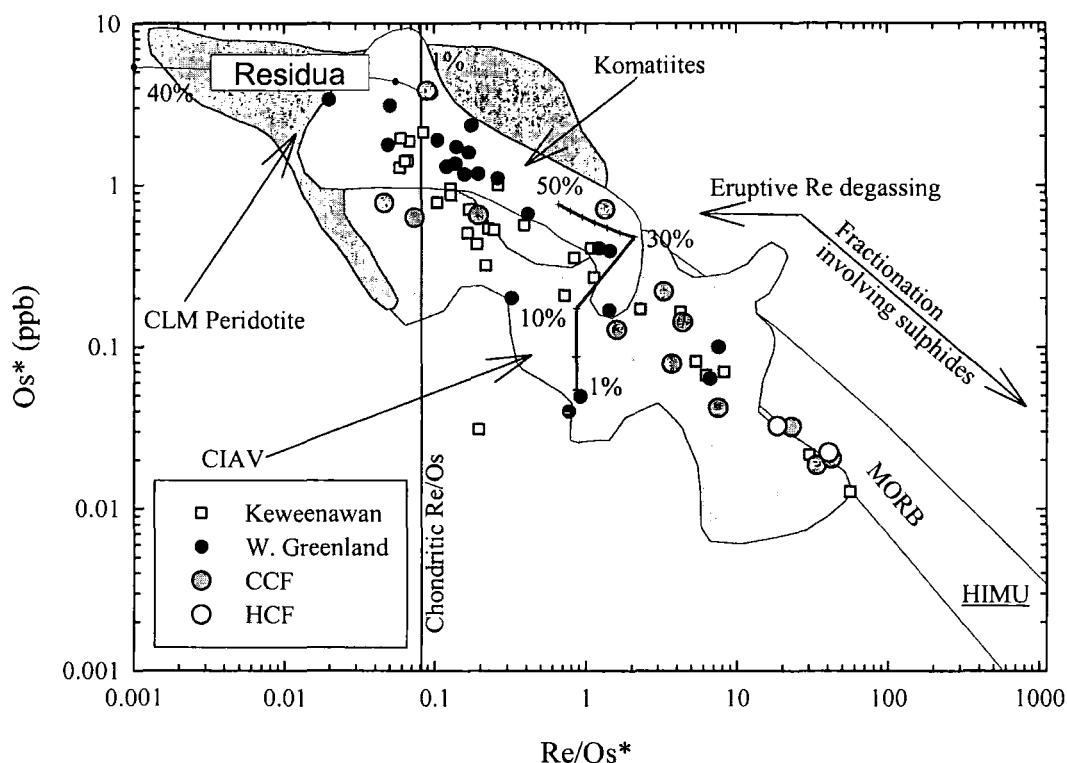 10
1
0.1
0.01
0.001
Os* (ppb)
0.001
0.01
0.1
1
10
100
1000
Re/Os*
Residua
40%
1%
Komatiites
50%
30%
10%
1%
Eruptive Re degassing
Fractionation
involving sulphides
CLM Peridotite
CIAV
Chondritic Re/Os
MORB
HIMU
Keweenawan
W. Greenland
CCF
HCF